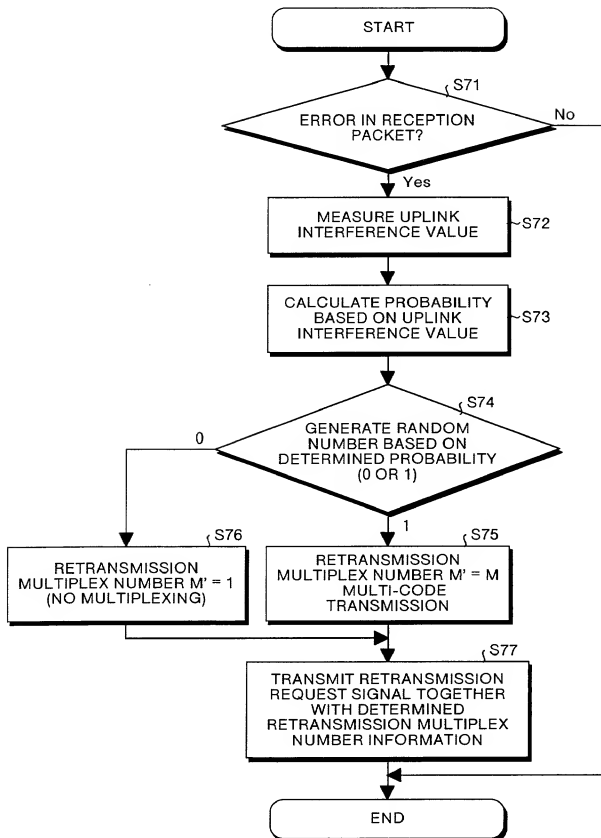 START
S71
ERROR IN RECEPTION
PACKET?
No
Yes
MEASURE UPLINK
INTERFERENCE VALUE
S72
CALCULATE PROBABILITY
BASED ON UPLINK
INTERFERENCE VALUE
S73
S74
GENERATE RANDOM
NUMBER BASED ON
DETERMINED PROBABILITY
(0 OR 1)
0
1
S76
RETRANSMISSION
MULTIPLEX NUMBER M' = 1
(NO MULTIPLEXING)
S75
RETRANSMISSION
MULTIPLEX NUMBER M' = M
MULTI-CODE
TRANSMISSION
S77
TRANSMIT RETRANSMISSION
REQUEST SIGNAL TOGETHER
WITH DETERMINED
RETRANSMISSION MULTIPLEX
NUMBER INFORMATION
END